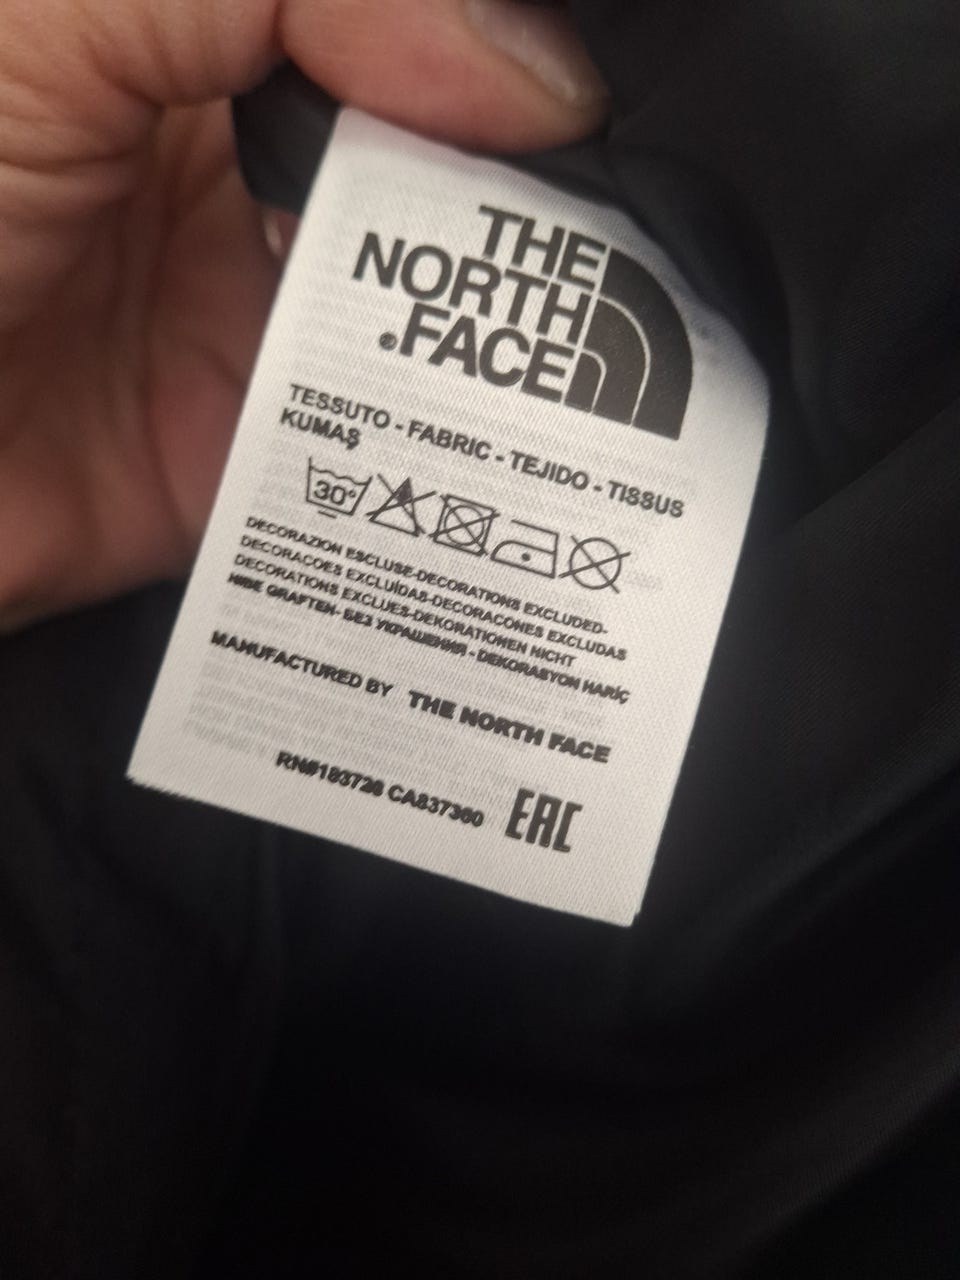 THE
NORTH
FACE
®
TESSUTO - FABRIC - TEJIDO - TISSUS
KUMAŞ
30°
DECORAZION ESCLUSE-DECORATIONS EXCLUDED-
DECORACOES EXCLUÍDAS-DECORACONES EXCLUDAS
DECORATIONS EXCLUES-DEKORATIONEN NICHT
INBE GRAFTEN- БЕЗ УКРАШЕНИЯ - DEKORASYON HARİÇ
MANUFACTURED BY THE NORTH FACE
RN#183728 CA837360
EAC